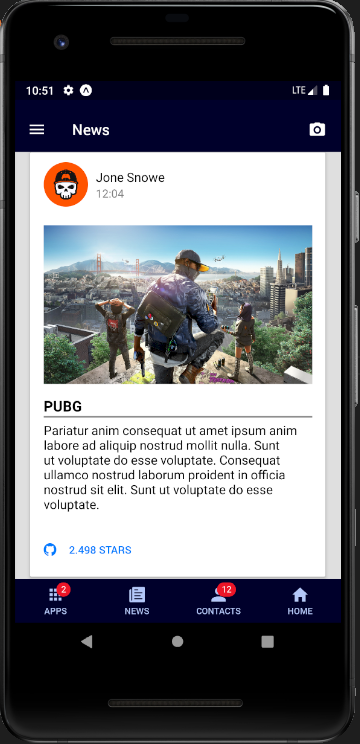 10:51
LTE
News
Jone Snowe
12:04
PUBG
Pariatur anim consequat ut amet ipsum anim
labore ad aliquip nostrud mollit nulla. Sunt
ut voluptate do esse voluptate. Consequat
ullamco nostrud laborum proident in officia
nostrud sit elit. Sunt ut voluptate do esse
voluptate.
2.498 STARS
2
12
APPS
NEWS
CONTACTS
HOME